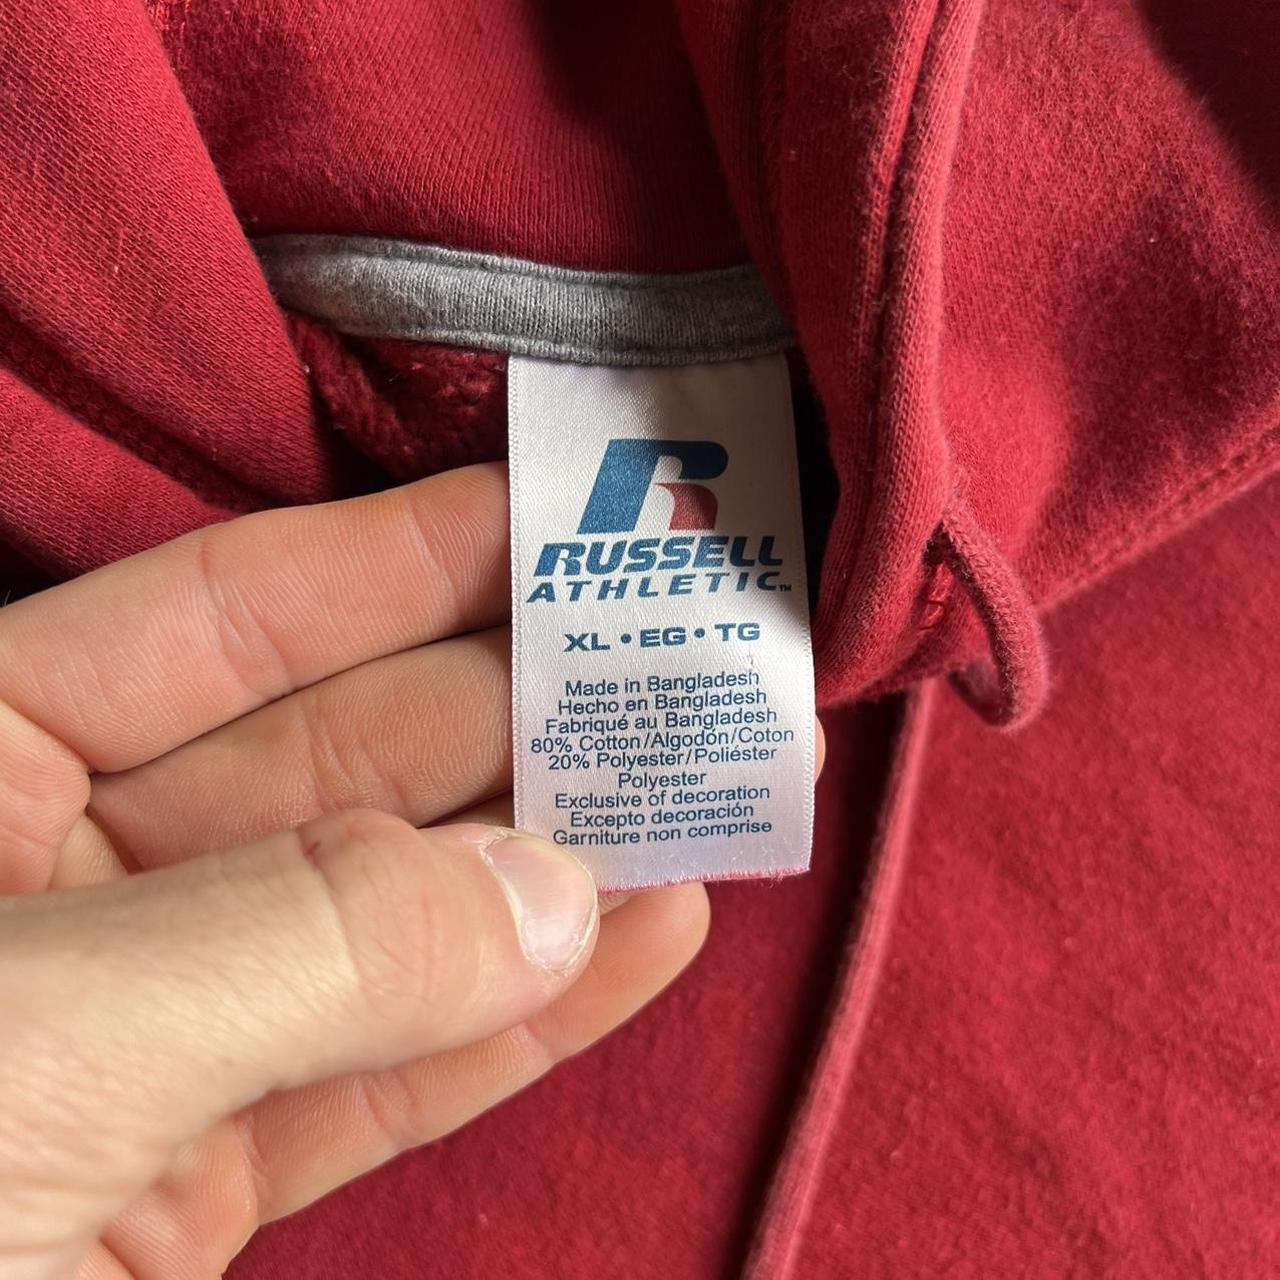 R
RUSSELL
ATHLETIC™
XL • EG • TG
Made in Bangladesh
Hecho en Bangladesh
Fabriqué au Bangladesh
80% Cotton/Algodón/Coton
20% Polyester/Poliéster
Polyester
Exclusive of decoration
Excepto decoración
Garniture non comprise